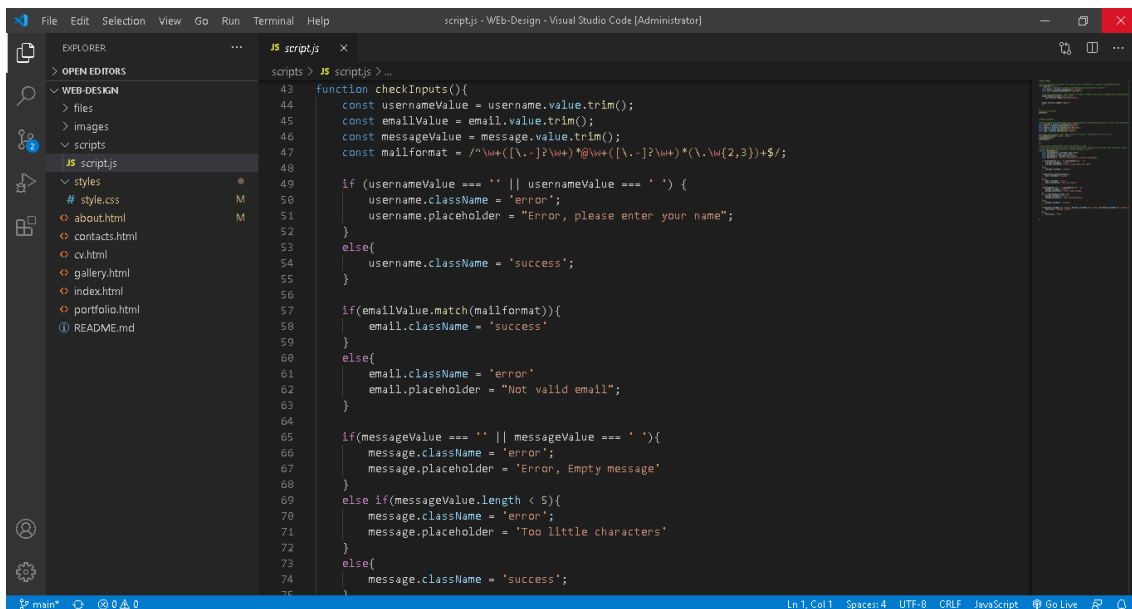 File Edit Selection View Go Run Terminal Help
script.js - WEb-Design - Visual Studio Code [Administrator]
EXPLORER
OPEN EDITORS
WEB-DESIGN
files
images
scripts
JS script.js
styles
# style.css M
about.html M
contacts.html
cv.html
gallery.html
index.html
portfolio.html
README.md
2
JS script.js
scripts > JS script.js > ...
43 function checkInputs(){
44 const usernameValue = username.value.trim();
45 const emailValue = email.value.trim();
46 const messageValue = message.value.trim();
47 const mailformat = /^\w+([\.-]?\w+)*@\w+([\.-]?\w+)*(\.\w{2,3})+$/;
48
49 if (usernameValue === '' || usernameValue === ' ') {
50 username.className = 'error';
51 username.placeholder = "Error, please enter your name";
52 }
53 else{
54 username.className = 'success';
55 }
56
57 if(emailValue.match(mailformat)){
58 email.className = 'success'
59 }
60 else{
61 email.className = 'error'
62 email.placeholder = "Not valid email";
63 }
64
65 if(messageValue === '' || messageValue === ' '){
66 message.className = 'error';
67 message.placeholder = 'Error, Empty message'
68 }
69 else if(messageValue.length < 5){
70 message.className = 'error';
71 message.placeholder = 'Too little characters'
72 }
73 else{
74 message.className = 'success';
75 }
main* 0 0 Ln 1, Col 1 Spaces: 4 UTF-8 CRLF JavaScript Go Live